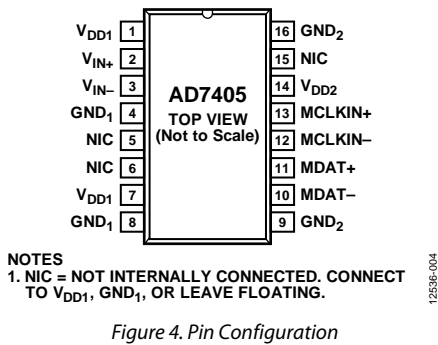 V_DD1 1 16 GND_2
V_IN+ 2 15 NIC
V_IN– 3 14 V_DD2
AD7405
GND_1 4 13 MCLKIN+
TOP VIEW
(Not to Scale)
NIC 5 12 MCLKIN–
NIC 6 11 MDAT+
V_DD1 7 10 MDAT–
GND_1 8 9 GND_2
NOTES
1. NIC = NOT INTERNALLY CONNECTED. CONNECT
TO V_DD1, GND_1, OR LEAVE FLOATING.
12536-004
Figure 4. Pin Configuration